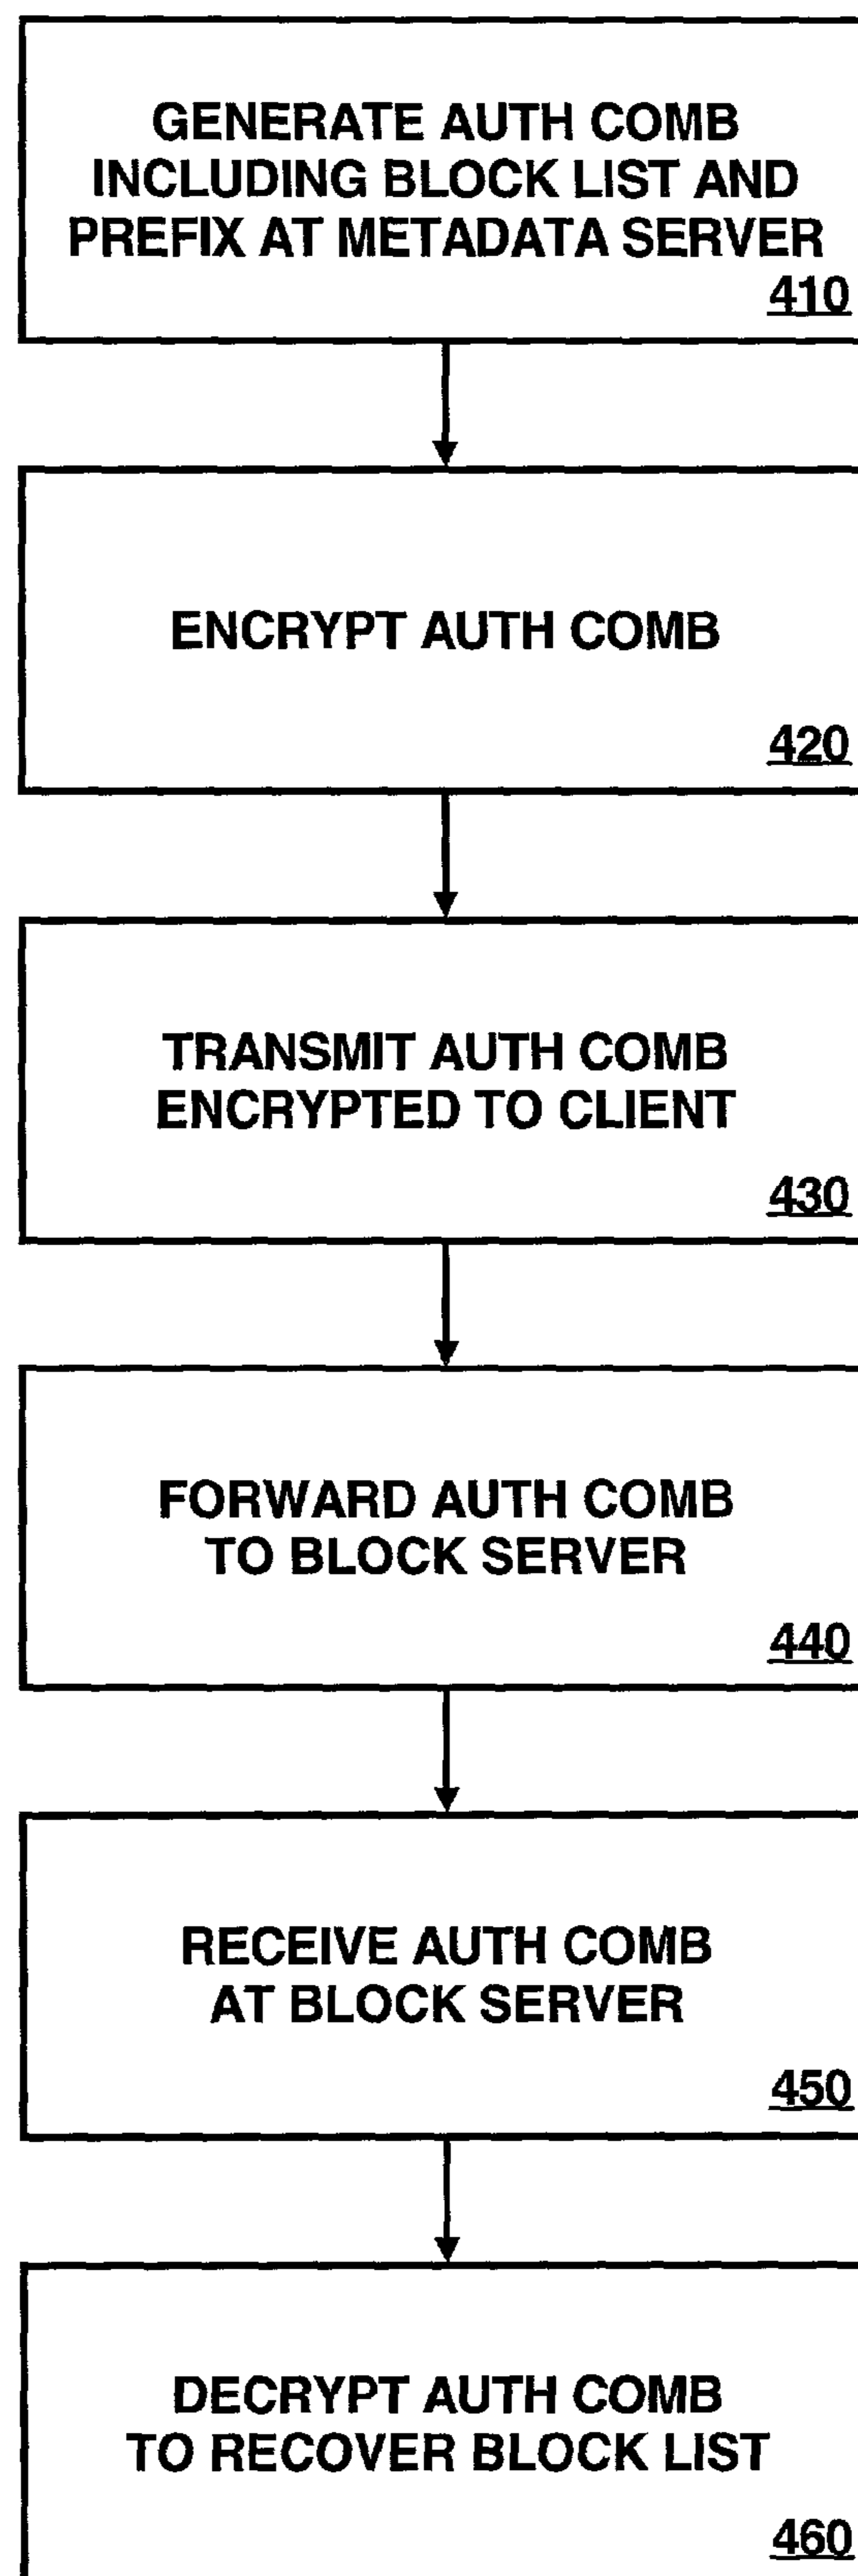 GENERATE AUTH COMB
INCLUDING BLOCK LIST AND
PREFIX AT METADATA SERVER
410
ENCRYPT AUTH COMB
420
TRANSMIT AUTH COMB
ENCRYPTED TO CLIENT
430
FORWARD AUTH COMB
TO BLOCK SERVER
440
RECEIVE AUTH COMB
AT BLOCK SERVER
450
DECRYPT AUTH COMB
TO RECOVER BLOCK LIST
460